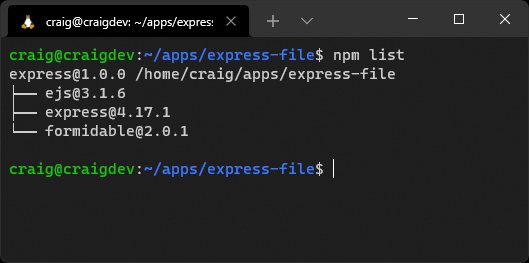 craig@craigdev: ~/apps/express-
craig@craigdev:~/apps/express-file$ npm list
express@1.0.0 /home/craig/apps/express-file
├── ejs@3.1.6
├── express@4.17.1
└── formidable@2.0.1
craig@craigdev:~/apps/express-file$